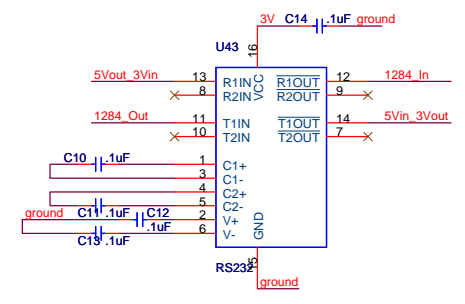 3V C14 .1uF ground
U43
16
5Vout_3Vin 13 R1IN VCC R1OUT 12 1284_In
8 R2IN R2OUT 9
1284_Out 11 T1IN T1OUT 14 5Vin_3Vout
10 T2IN T2OUT 7
C10 .1uF 1 C1+
3 C1-
4 C2+
5 C2-
ground C11 .1uF C12 2 V+ GND
.1uF 6 V-
C13 .1uF
RS232 15
ground